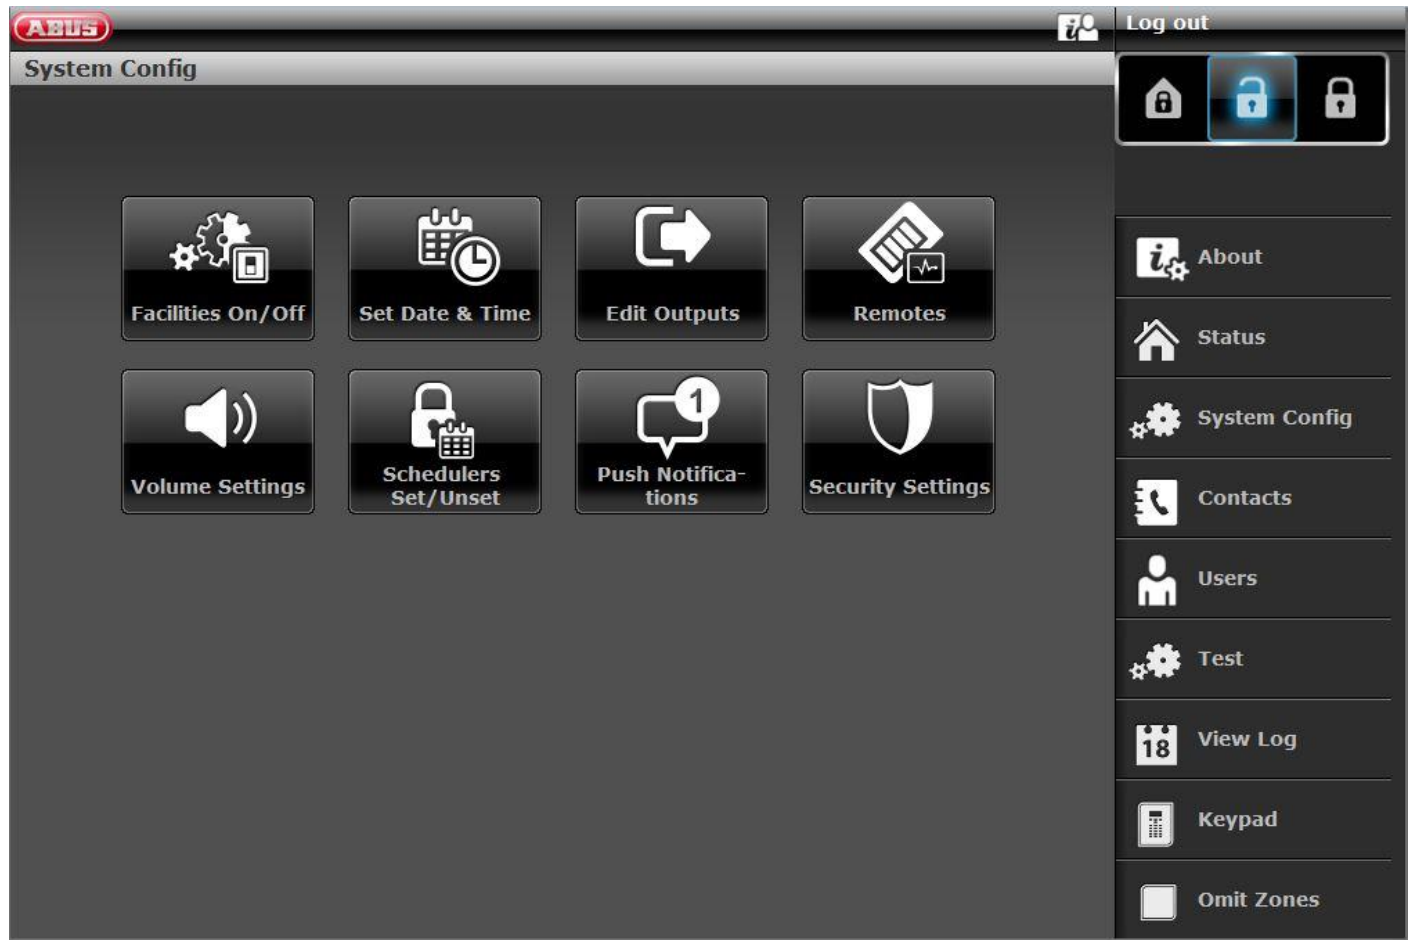 ABUS
Log out
System Config
Facilities On/Off
Set Date & Time
Edit Outputs
Remotes
Volume Settings
Schedulers
Set/Unset
1
Push Notifica-
tions
Security Settings
About
Status
System Config
Contacts
Users
Test
18
View Log
Keypad
Omit Zones